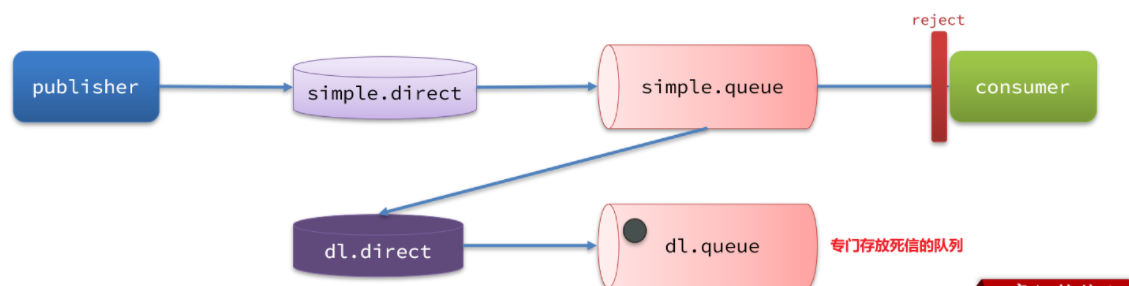 reject
publisher
simple.direct
simple.queue
consumer
dl.direct
dl.queue
专门存放死信的队列